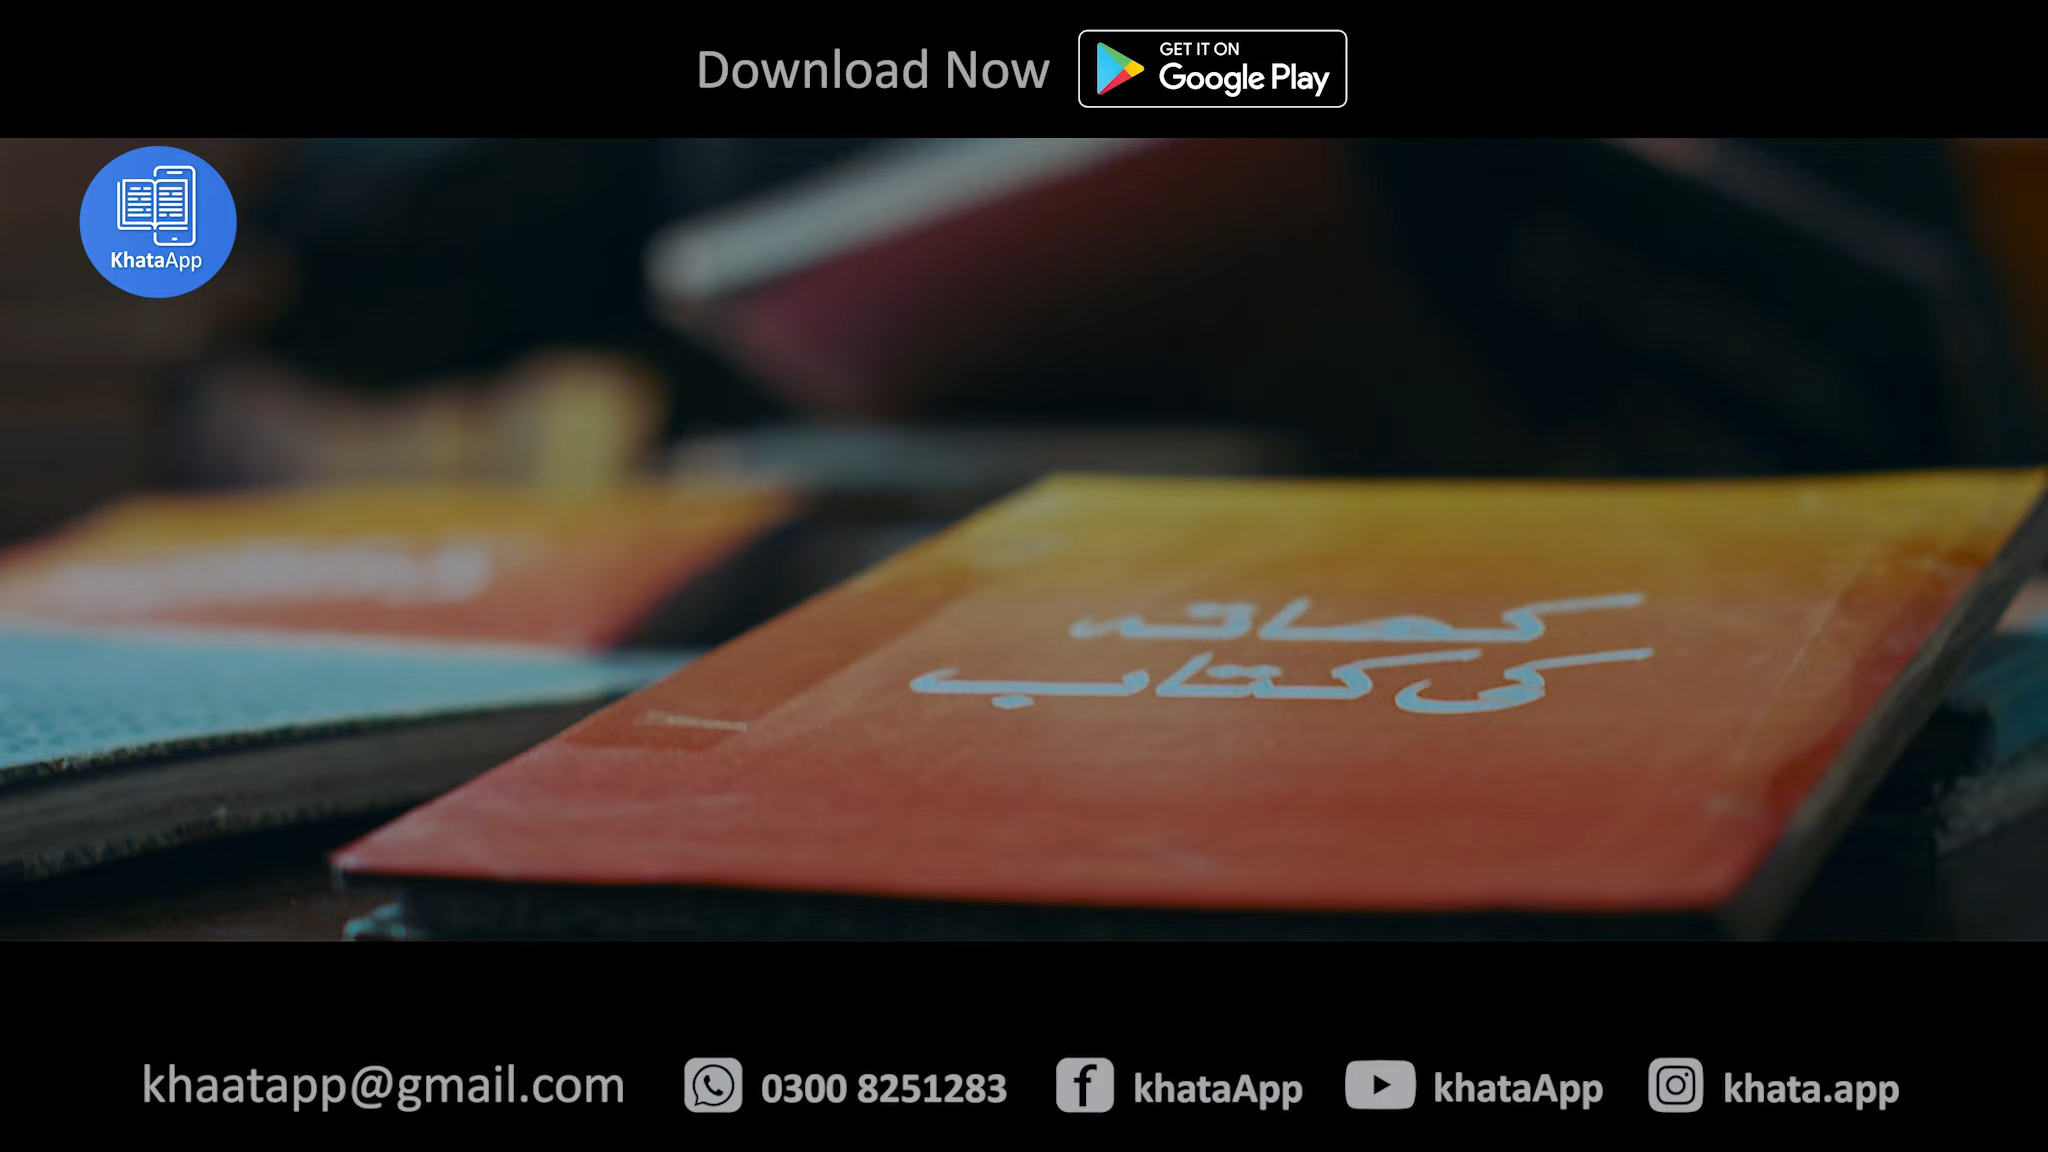 Download Now
GET IT ON
Google Play
KhataApp
کھاتہ
کی کتاب
khaatapp@gmail.com
0300 8251283
khataApp
khataApp
khata.app